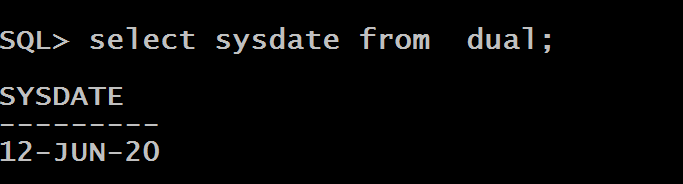 SQL> select sysdate from  dual;
SYSDATE
---------
12-JUN-20